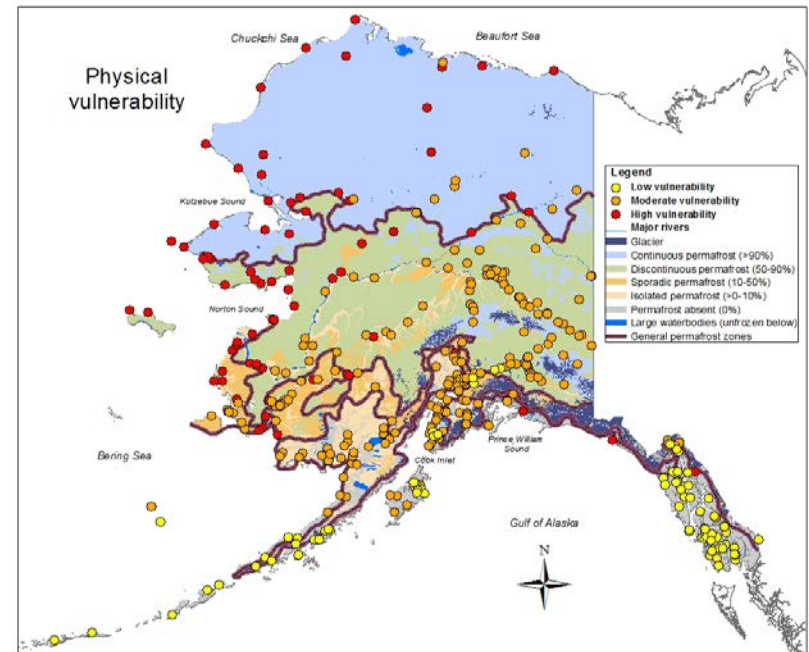 Chuckchi Sea
Beaufort Sea
Physical
vulnerability
Kotzebue Sound
Legend
Low vulnerability
Moderate vulnerability
High vulnerability
Major rivers
Glacier
Continuous permafrost (>90%)
Discontinuous permafrost (50-90%)
Sporadic permafrost (10-50%)
Isolated permafrost (>0-10%)
Permafrost absent (0%)
Large waterbodies (unfrozen below)
General permafrost zones
Norton Sound
Prince William
Sound
Cook Inlet
Bering Sea
Gulf of Alaska
N